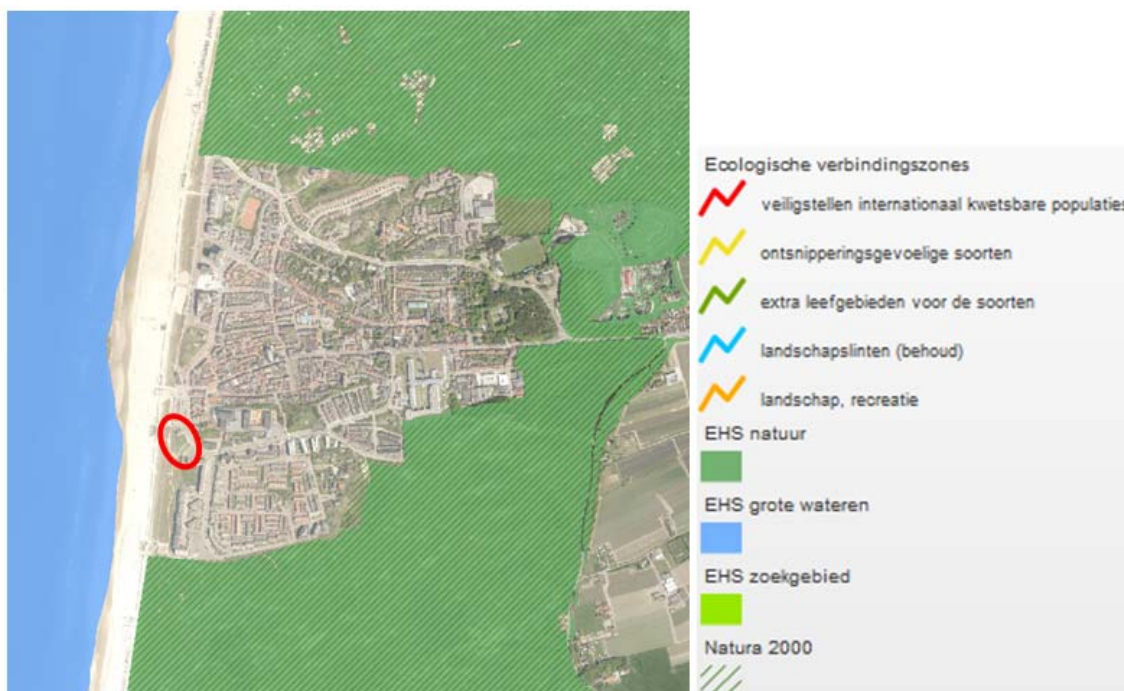 Ecologische verbindingszones
veiligstellen internationaal kwetsbare populaties
ontsnipperingsgevoelige soorten
extra leefgebieden voor de soorten
landschapslinten (behoud)
landschap, recreatie
EHS natuur
EHS grote wateren
EHS zoekgebied
Natura 2000